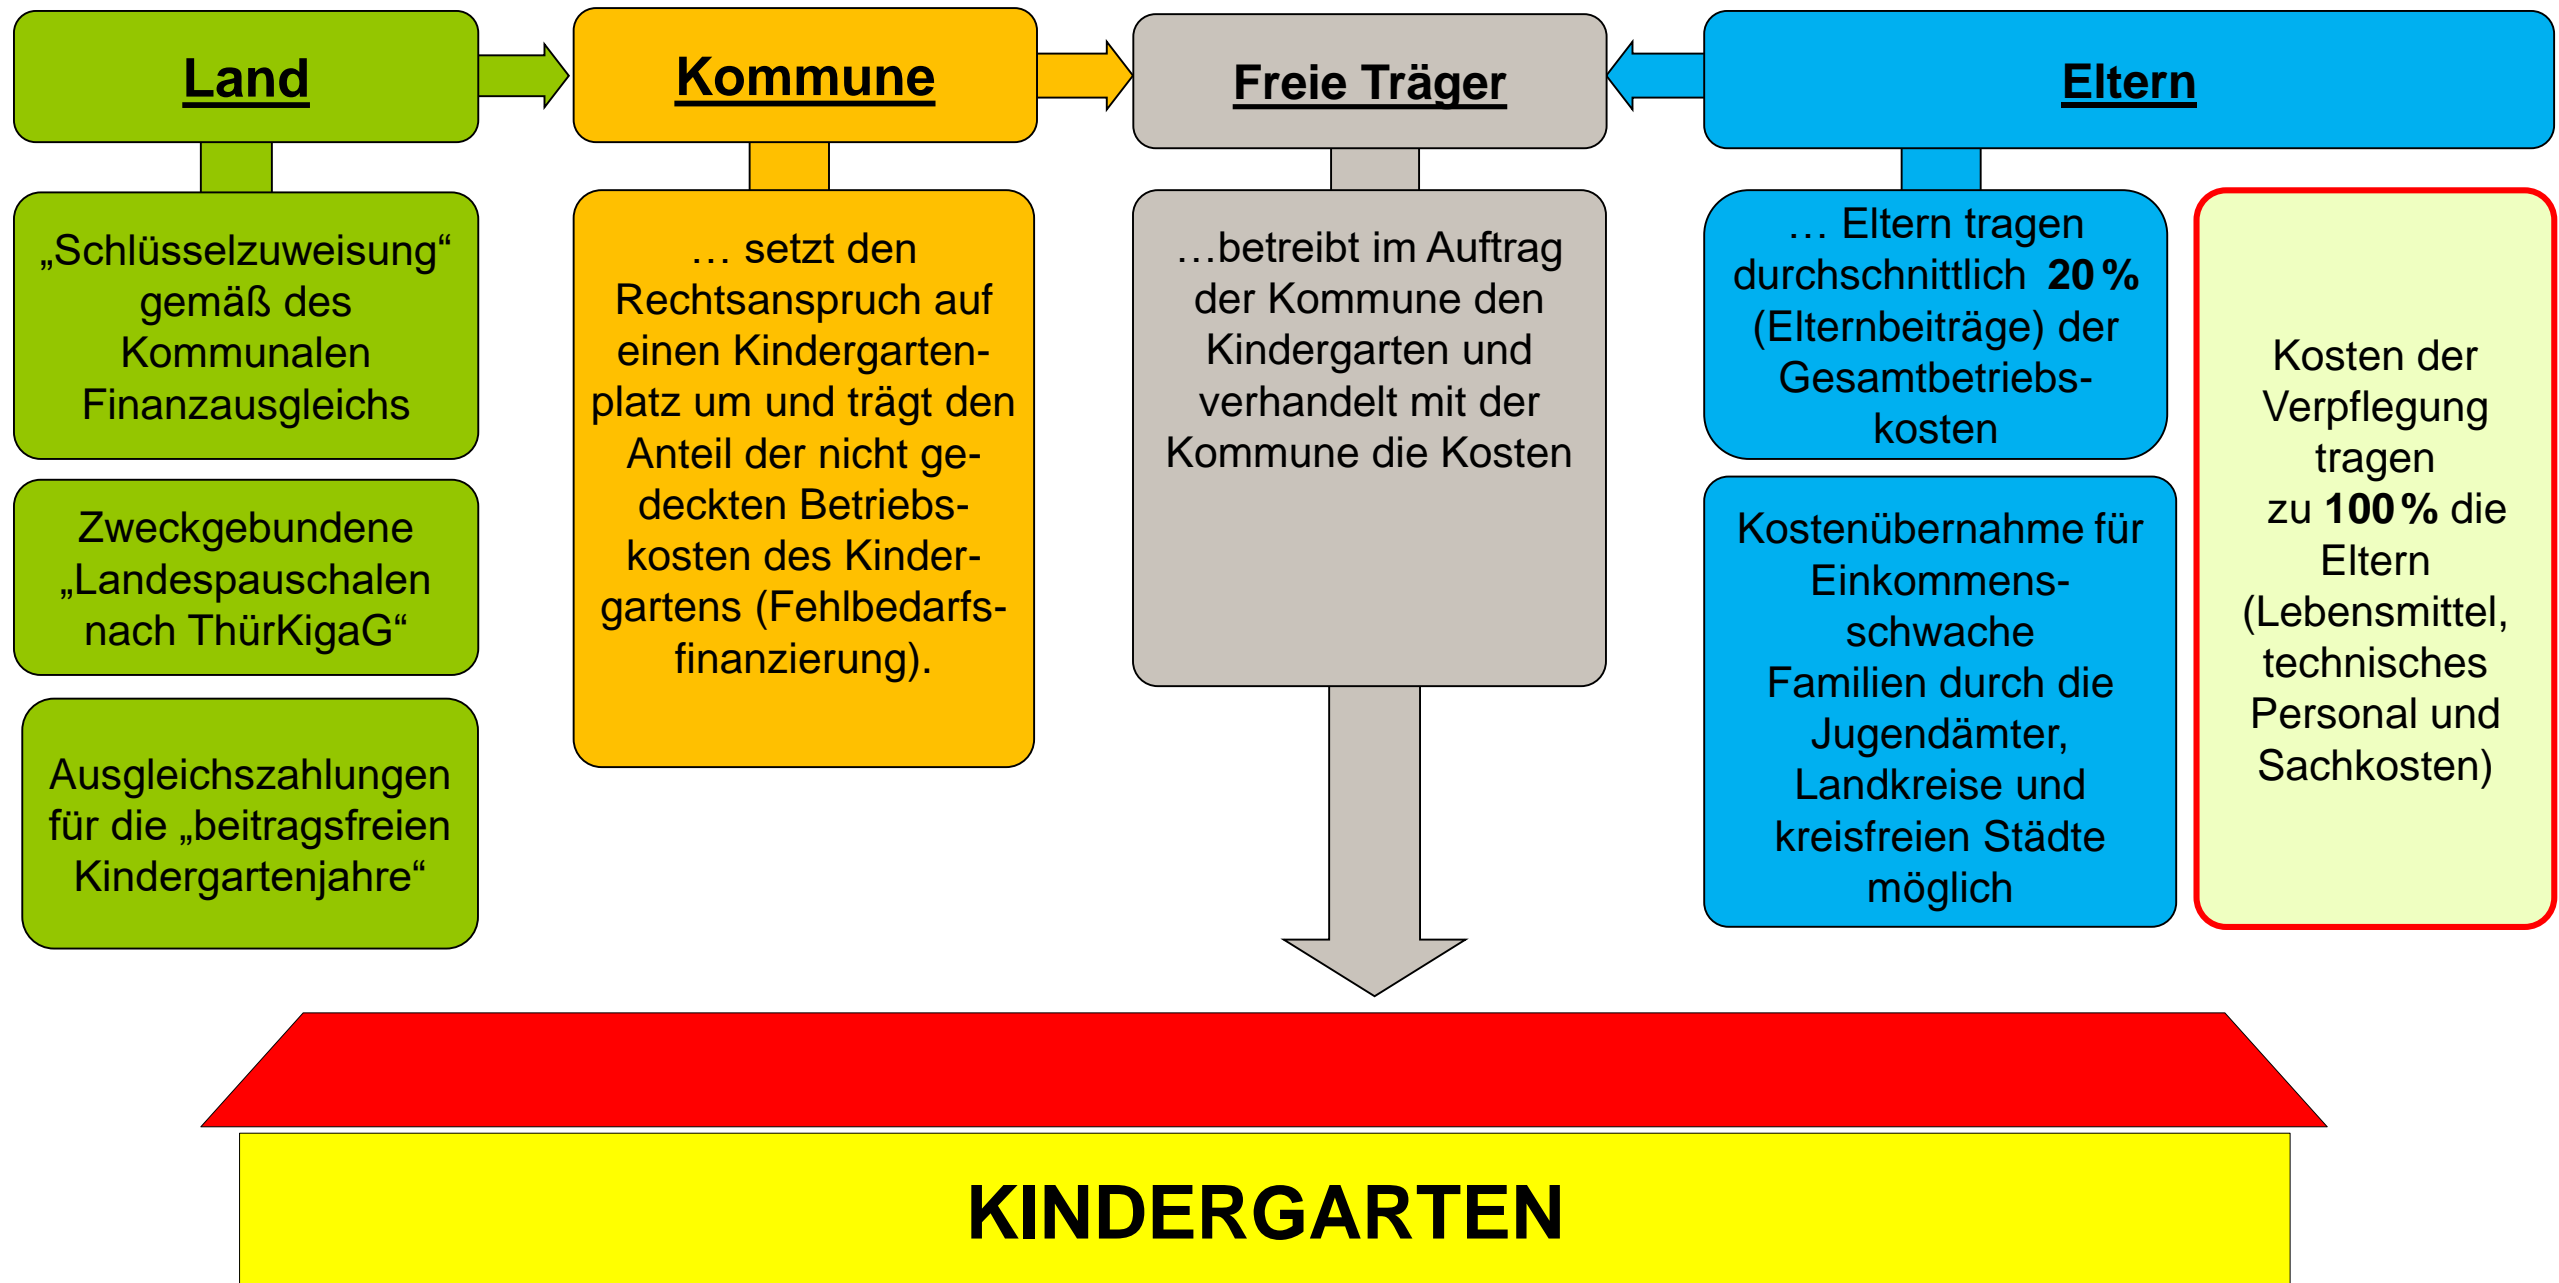 Land
„Schlüsselzuweisung“
gemäß des
Kommunalen
Finanzausgleichs
Zweckgebundene
„Landespauschalen
nach ThürKigaG“
Ausgleichszahlungen
für die „beitragsfreien
Kindergartenjahre“
Kommune
… setzt den
Rechtsanspruch auf
einen Kindergarten-
platz um und trägt den
Anteil der nicht ge-
deckten Betriebs-
kosten des Kinder-
gartens (Fehlbedarfs-
finanzierung).
Freie Träger
…betreibt im Auftrag
der Kommune den
Kindergarten und
verhandelt mit der
Kommune die Kosten
Eltern
… Eltern tragen
durchschnittlich 20 %
(Elternbeiträge) der
Gesamtbetriebs-
kosten
Kostenübernahme für
Einkommens-
schwache
Familien durch die
Jugendämter,
Landkreise und
kreisfreien Städte
möglich
Kosten der
Verpflegung
tragen
zu 100 % die
Eltern
(Lebensmittel,
technisches
Personal und
Sachkosten)
KINDERGARTEN